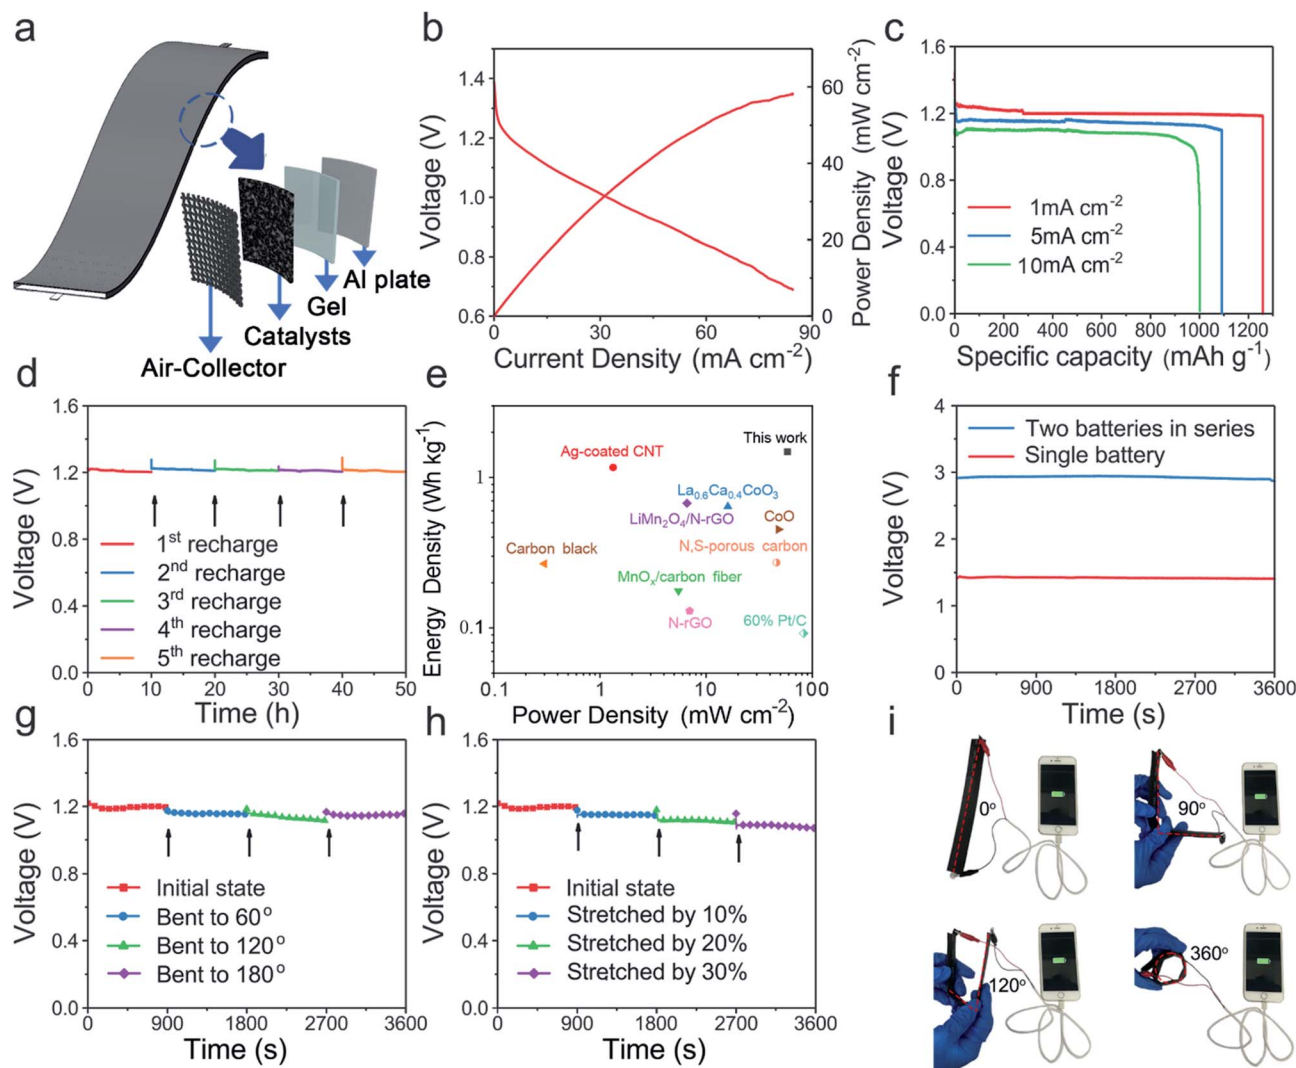 a
Al plate
Gel
Catalysts
Air-Collector
b
1.4
1.2
1.0
0.8
0.6
Voltage (V)
60
40
20
0
Power Density (mW cm-2)
0 30 60 90
Current Density (mA cm-2)
c
1.6
1.2
0.8
0.4
0.0
Voltage (V)
1mA cm-2
5mA cm-2
10mA cm-2
0 200 400 600 800 1000 1200
Specific capacity (mAh g-1)
d
1.6
1.2
0.8
0.4
0.0
Voltage (V)
1st recharge
2nd recharge
3rd recharge
4th recharge
5th recharge
0 10 20 30 40 50
Time (h)
e
Energy Density (Wh kg-1)
1
0.1
This work
Ag-coated CNT
La0.6Ca0.4CoO3
LiMn2O4/N-rGO
CoO
Carbon black
N,S-porous carbon
MnOx/carbon fiber
N-rGO
60% Pt/C
0.1 1 10 100
Power Density (mW cm-2)
f
4
3
2
1
0
Voltage (V)
Two batteries in series
Single battery
0 900 1800 2700 3600
Time (s)
g
1.6
1.2
0.8
0.4
0.0
Voltage (V)
Initial state
Bent to 60°
Bent to 120°
Bent to 180°
0 900 1800 2700 3600
Time (s)
h
1.6
1.2
0.8
0.4
0.0
Voltage (V)
Initial state
Stretched by 10%
Stretched by 20%
Stretched by 30%
0 900 1800 2700 3600
Time (s)
i
0°
90°
120°
360°